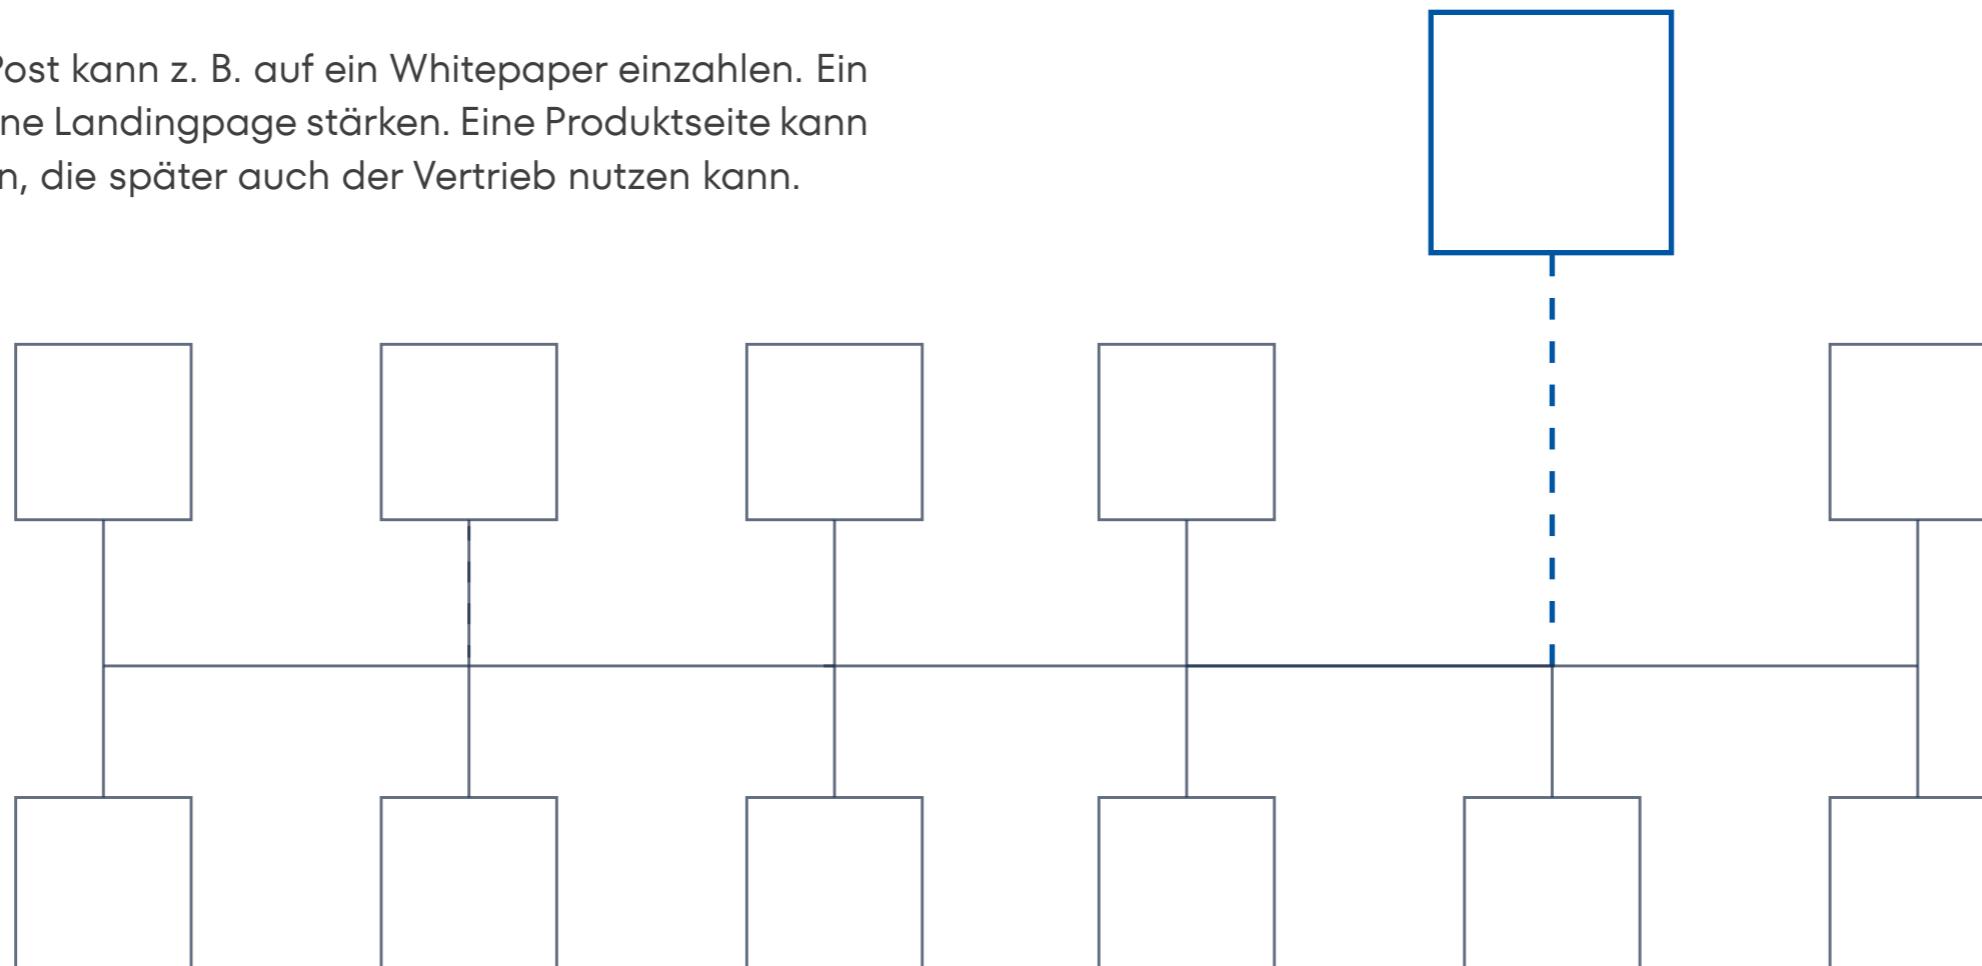 Post kann z. B. auf ein Whitepaper einzahlen. Ein
ne Landingpage stärken. Eine Produktseite kann
n, die später auch der Vertrieb nutzen kann.